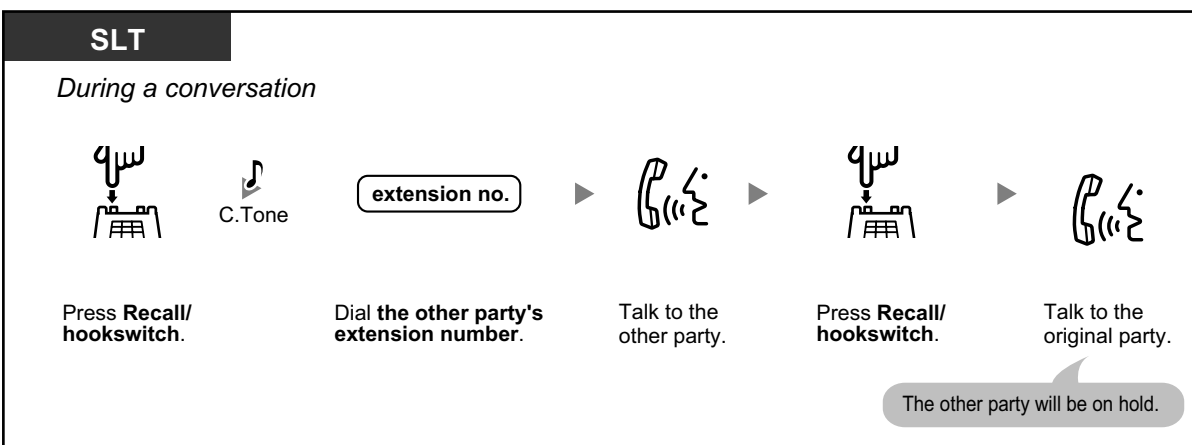 SLT
During a conversation
C.Tone
extension no.
Press Recall/
hookswitch.
Dial the other party's
extension number.
Talk to the
other party.
Press Recall/
hookswitch.
Talk to the
original party.
The other party will be on hold.